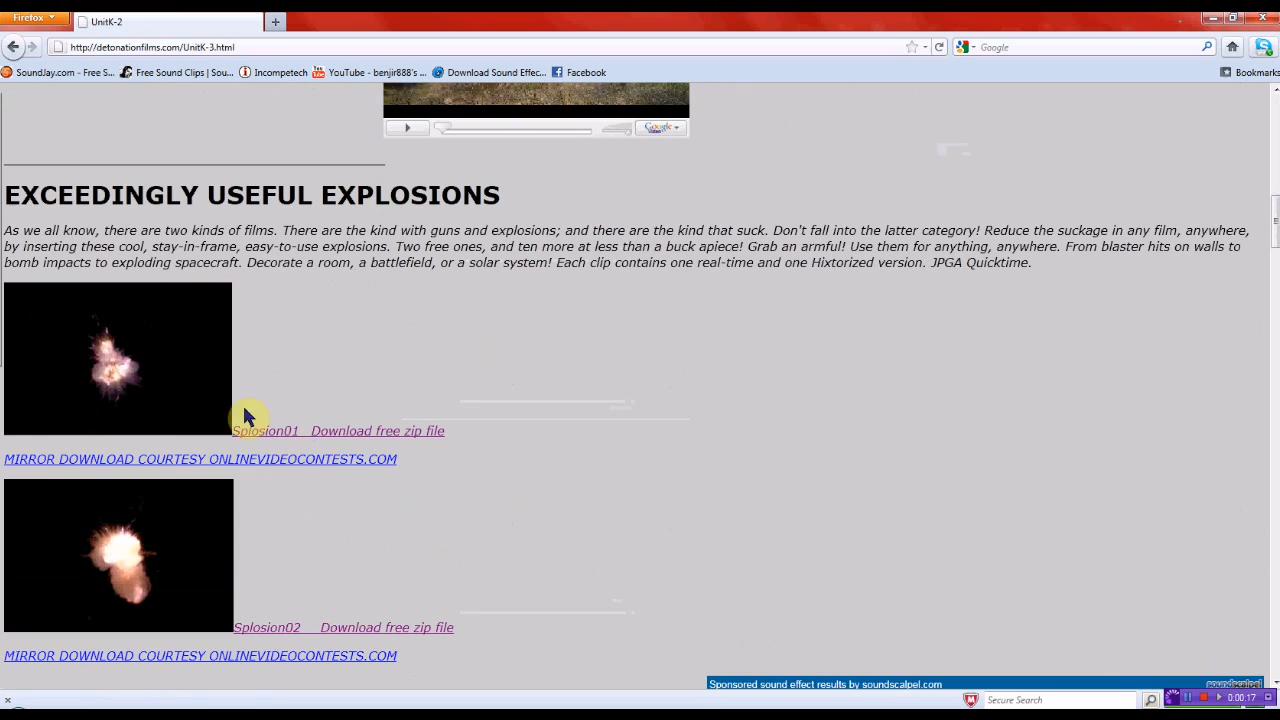 Firefox
UnitK-2
http://detonationfilms.com/UnitK-3.html
Google
SoundJay.com - Free S...
Free Sound Clips | Sou...
Incompetech
YouTube - benjir888's ...
Download Sound Effec...
Facebook
Bookmarks
Google Video
EXCEEDINGLY USEFUL EXPLOSIONS
As we all know, there are two kinds of films. There are the kind with guns and explosions; and there are the kind that suck. Don't fall into the latter category! Reduce the suckage in any film, anywhere,
by inserting these cool, stay-in-frame, easy-to-use explosions. Two free ones, and ten more at less than a buck apiece! Grab an armful! Use them for anything, anywhere. From blaster hits on walls to
bomb impacts to exploding spacecraft. Decorate a room, a battlefield, or a solar system! Each clip contains one real-time and one Hixtorized version. JPGA Quicktime.
Splosion01 Download free zip file
MIRROR DOWNLOAD COURTESY ONLINEVIDEOCONTESTS.COM
Splosion02 Download free zip file
MIRROR DOWNLOAD COURTESY ONLINEVIDEOCONTESTS.COM
Sponsored sound effect results by soundscalpel.com
soundscalpel
Secure Search
0:00:17